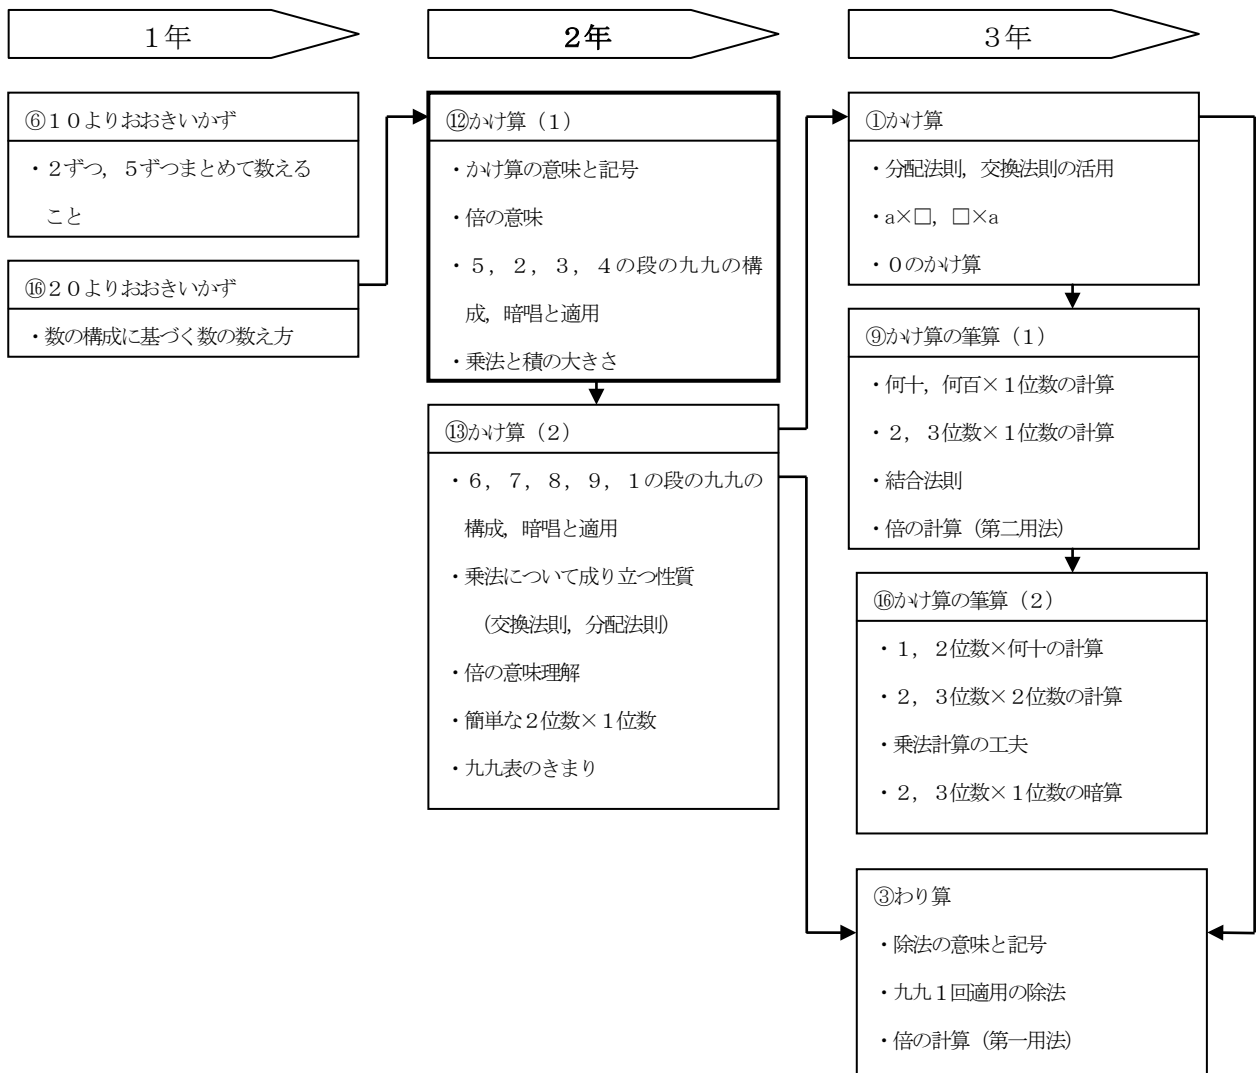 １年
２年
３年
⑥１０よりおおきいかず
・２ずつ，５ずつまとめて数える
こと
⑯２０よりおおきいかず
・数の構成に基づく数の数え方
⑫かけ算（１）
・かけ算の意味と記号
・倍の意味
・５，２，３，４の段の九九の構
成，暗唱と適用
・乗法と積の大きさ
⑬かけ算（２）
・６，７，８，９，１の段の九九の
構成，暗唱と適用
・乗法について成り立つ性質
（交換法則，分配法則）
・倍の意味理解
・簡単な２位数×１位数
・九九表のきまり
①かけ算
・分配法則，交換法則の活用
・a×□，□×a
・０のかけ算
⑨かけ算の筆算（１）
・何十，何百×１位数の計算
・２，３位数×１位数の計算
・結合法則
・倍の計算（第二用法）
⑯かけ算の筆算（２）
・１，２位数×何十の計算
・２，３位数×２位数の計算
・乗法計算の工夫
・２，３位数×１位数の暗算
③わり算
・除法の意味と記号
・九九１回適用の除法
・倍の計算（第一用法）